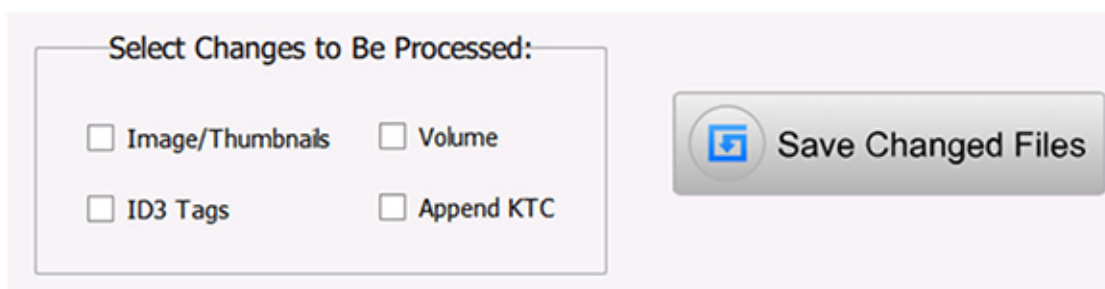 Select Changes to Be Processed:
Image/Thumbnails
Volume
ID3 Tags
Append KTC
Save Changed Files